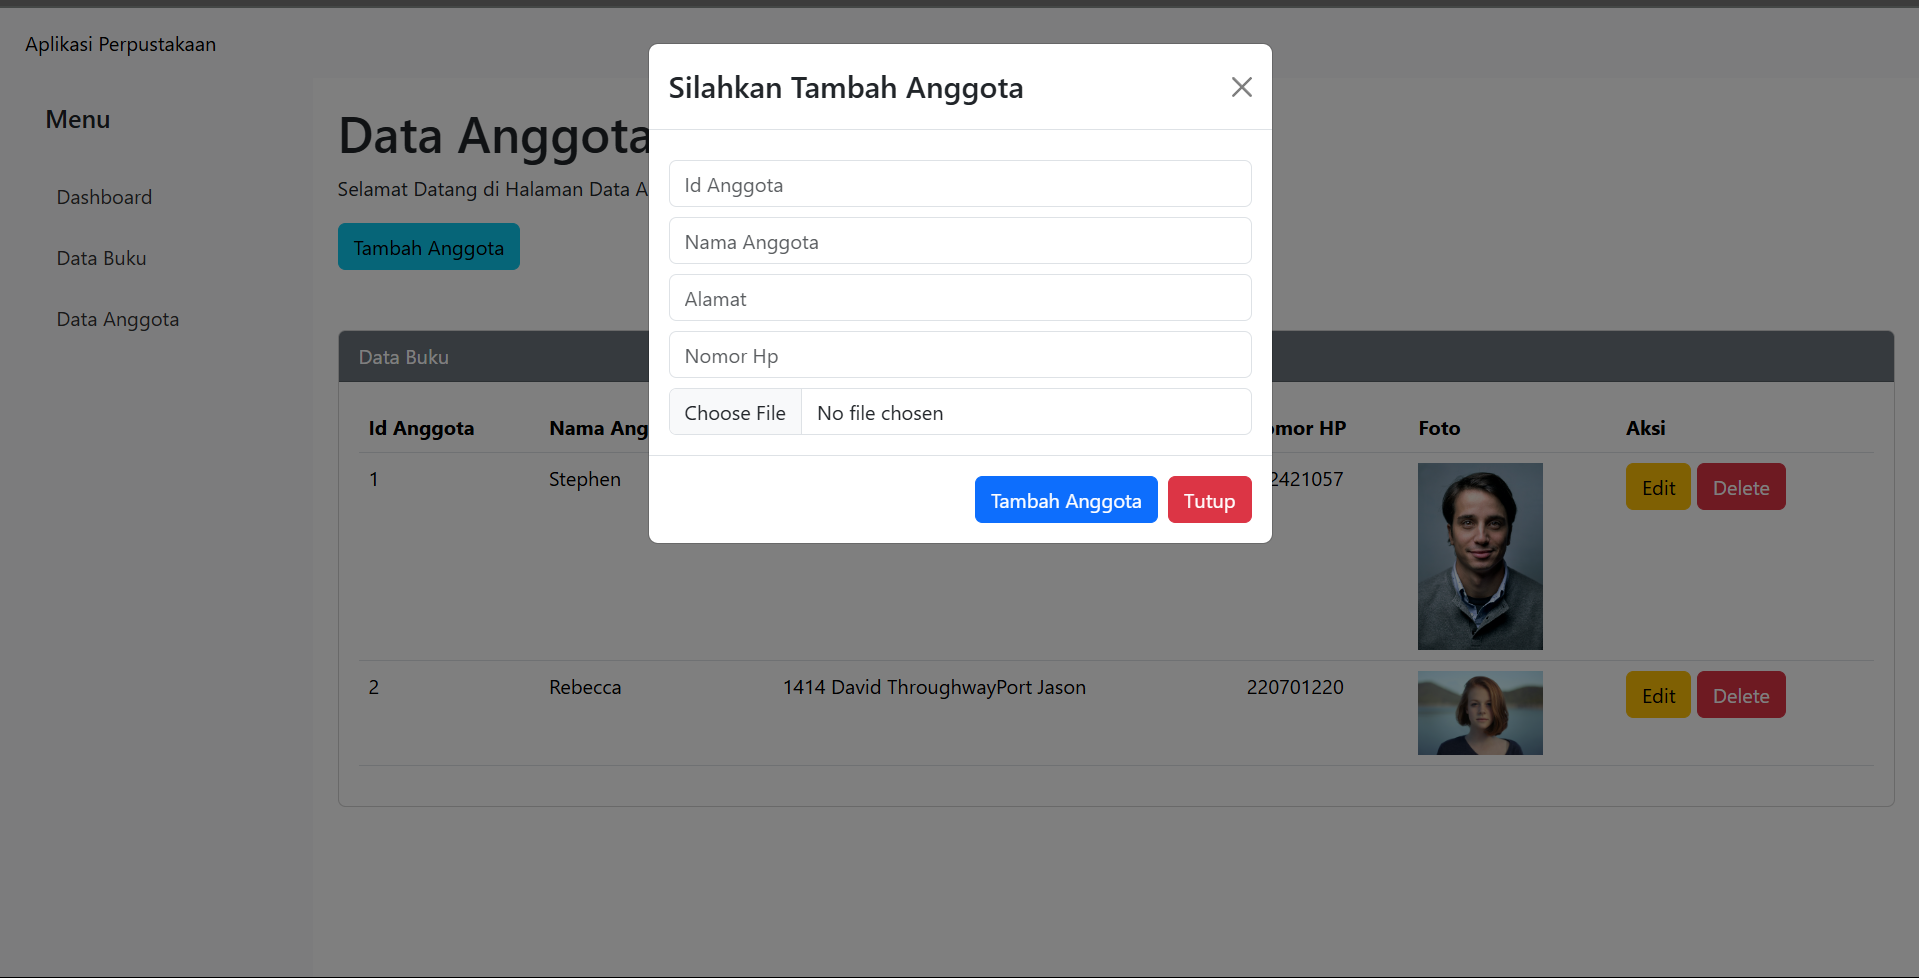 Aplikasi Perpustakaan
Silahkan Tambah Anggota
Menu
Data Anggota
Selamat Datang di Halaman Data A
Id Anggota
Dashboard
Nama Anggota
Tambah Anggota
Data Buku
Alamat
Data Anggota
Nomor Hp
Data Buku
Choose File No file chosen
Id Anggota Nama Ang omor HP Foto Aksi
1 Stephen 2421057 Edit Delete
Tambah Anggota Tutup
2 Rebecca 1414 David ThroughwayPort Jason 220701220 Edit Delete